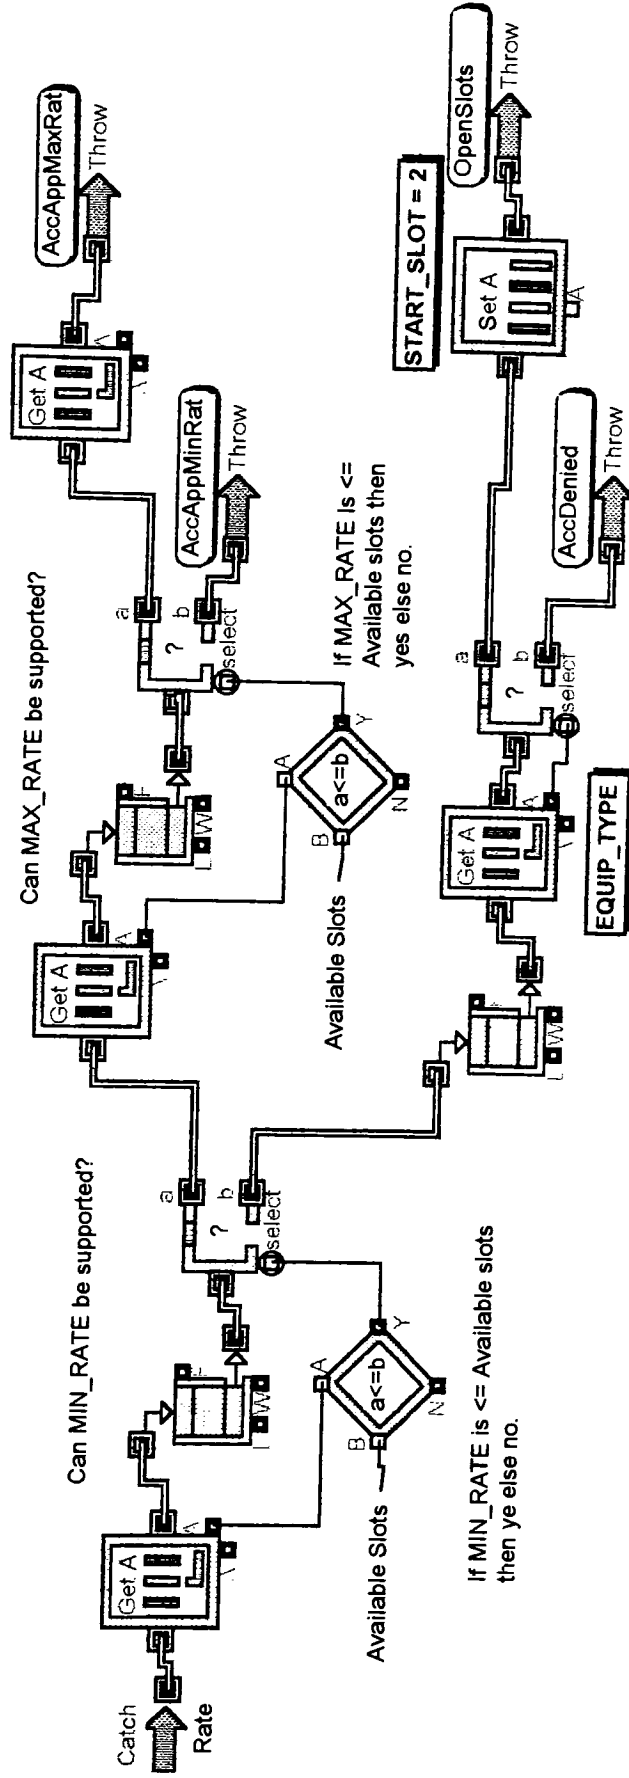 Catch
Rate
Get A
A
Can MIN_RATE be supported?
F
L W
?
a
b
select
A
B
a<=b
Y
N
Available Slots
If MIN_RATE is <= Available slots
then ye else no.
Get A
A
Can MAX_RATE be supported?
F
L W
?
a
b
select
A
B
a<=b
Y
N
Available Slots
If MAX_RATE Is <=
Available slots then
yes else no.
Get A
A
AccAppMaxRat
Throw
AccAppMinRat
Throw
F
L W
Get A
A
EQUIP_TYPE
?
a
b
select
Set A
A
START_SLOT = 2
OpenSlots
Throw
AccDenied
Throw